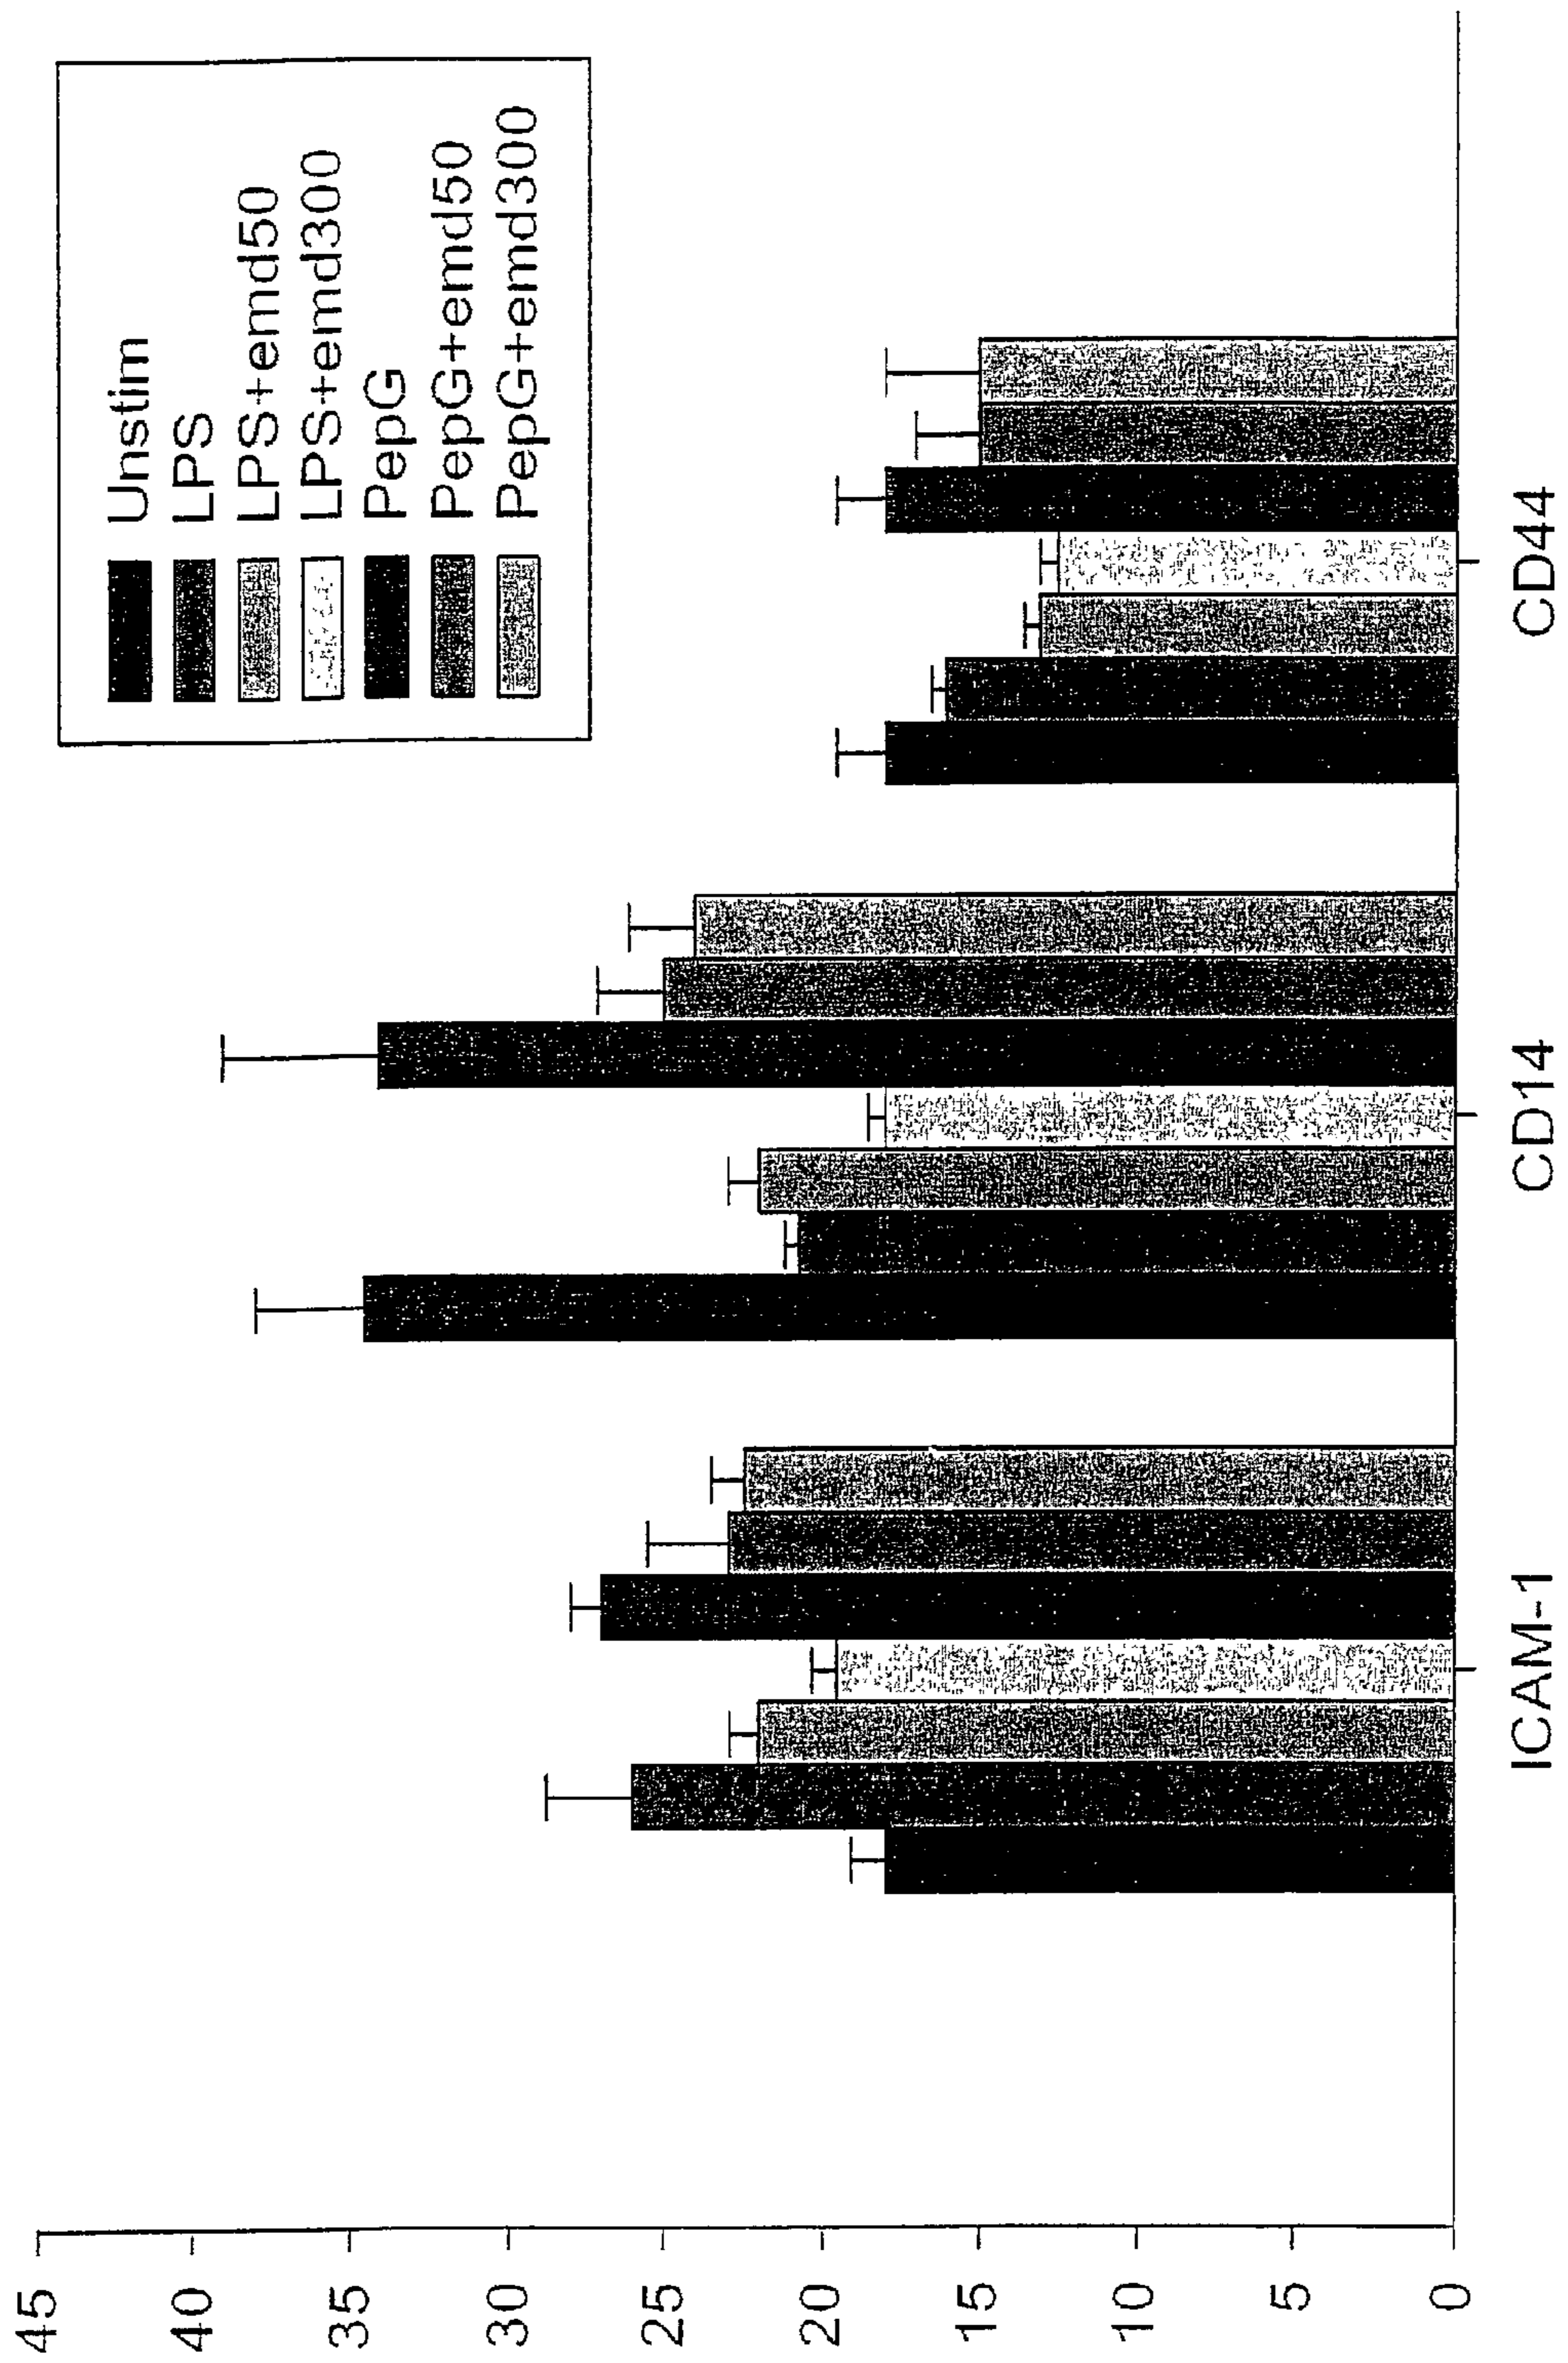 45
40
35
30
25
20
15
10
5
0
ICAM-1
CD14
CD44
Unstim
LPS
LPS+emd50
LPS+emd300
PepG
PepG+emd50
PepG+emd300